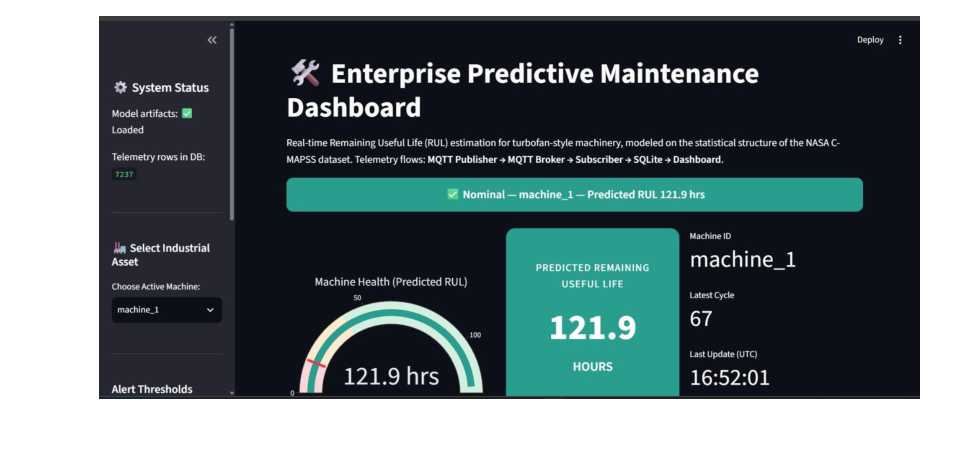 Deploy
⚙️ System Status
Model artifacts: ✅
Loaded
Telemetry rows in DB:
7237
🏭 Select Industrial
Asset
Choose Active Machine:
machine_1
Alert Thresholds
🛠️ Enterprise Predictive Maintenance
Dashboard
Real-time Remaining Useful Life (RUL) estimation for turbofan-style machinery, modeled on the statistical structure of the NASA C-
MAPSS dataset. Telemetry flows: MQTT Publisher → MQTT Broker → Subscriber → SQLite → Dashboard.
✅ Nominal — machine_1 — Predicted RUL 121.9 hrs
Machine Health (Predicted RUL)
0
50
100
121.9 hrs
PREDICTED REMAINING
USEFUL LIFE
121.9
HOURS
Machine ID
machine_1
Latest Cycle
67
Last Update (UTC)
16:52:01